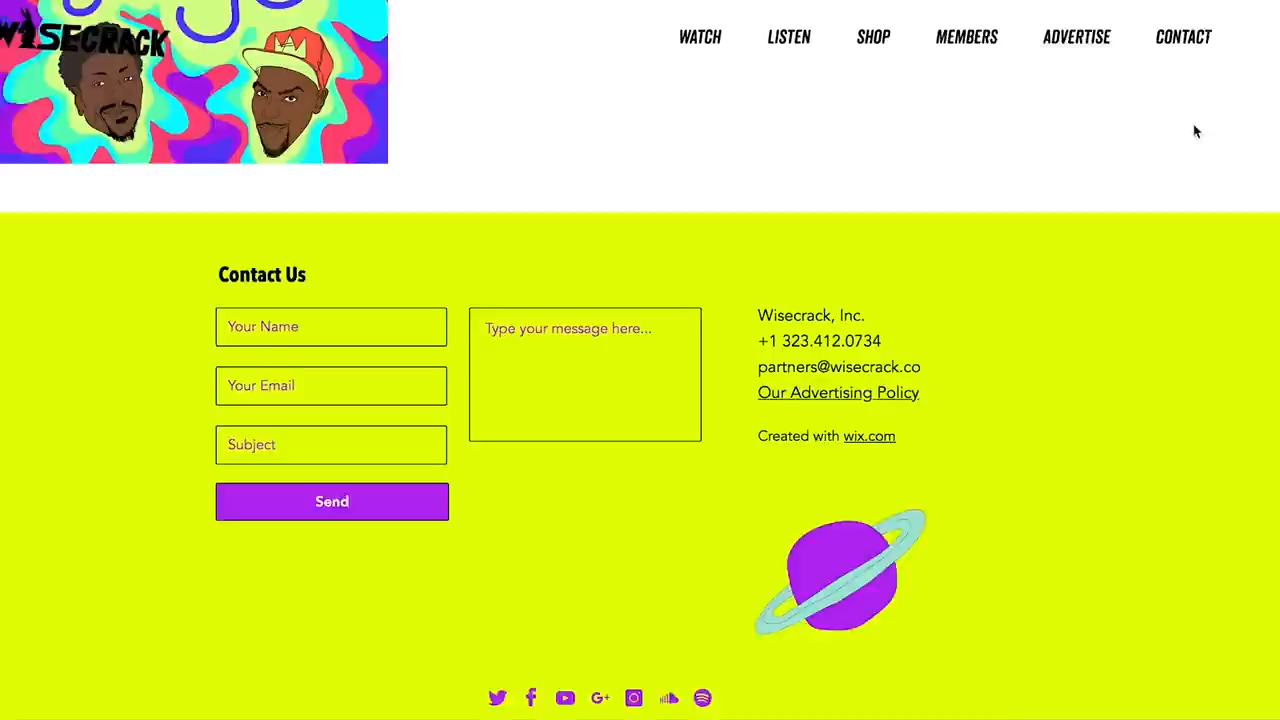 WISECRACK
WATCH LISTEN SHOP MEMBERS ADVERTISE CONTACT
Contact Us
Your Name
Your Email
Subject
Send
Type your message here...
Wisecrack, Inc.
+1 323.412.0734
partners@wisecrack.co
Our Advertising Policy
Created with wix.com